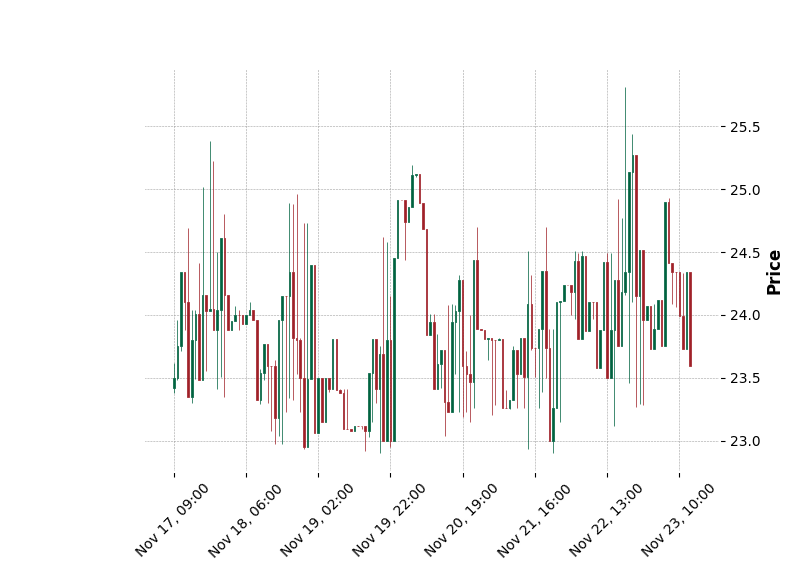 25.5
25.0
24.5
24.0
23.5
23.0
Price
Nov 17, 09:00
Nov 18, 06:00
Nov 19, 02:00
Nov 19, 22:00
Nov 20, 19:00
Nov 21, 16:00
Nov 22, 13:00
Nov 23, 10:00